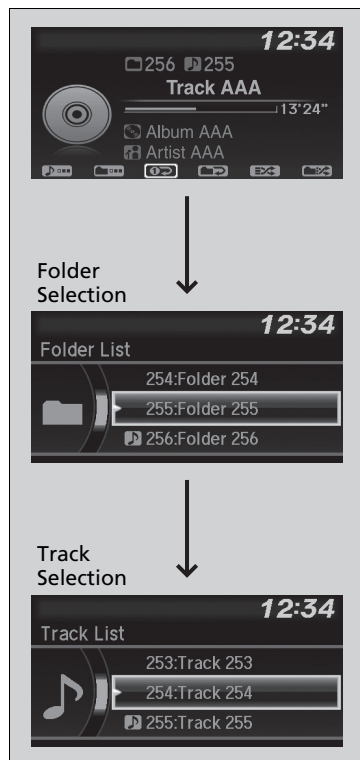 12:34
256 255
Track AAA
13'24"
Album AAA
Artist AAA
Folder
Selection
12:34
Folder List
254:Folder 254
255:Folder 255
256:Folder 256
Track
Selection
12:34
Track List
253:Track 253
254:Track 254
255:Track 255